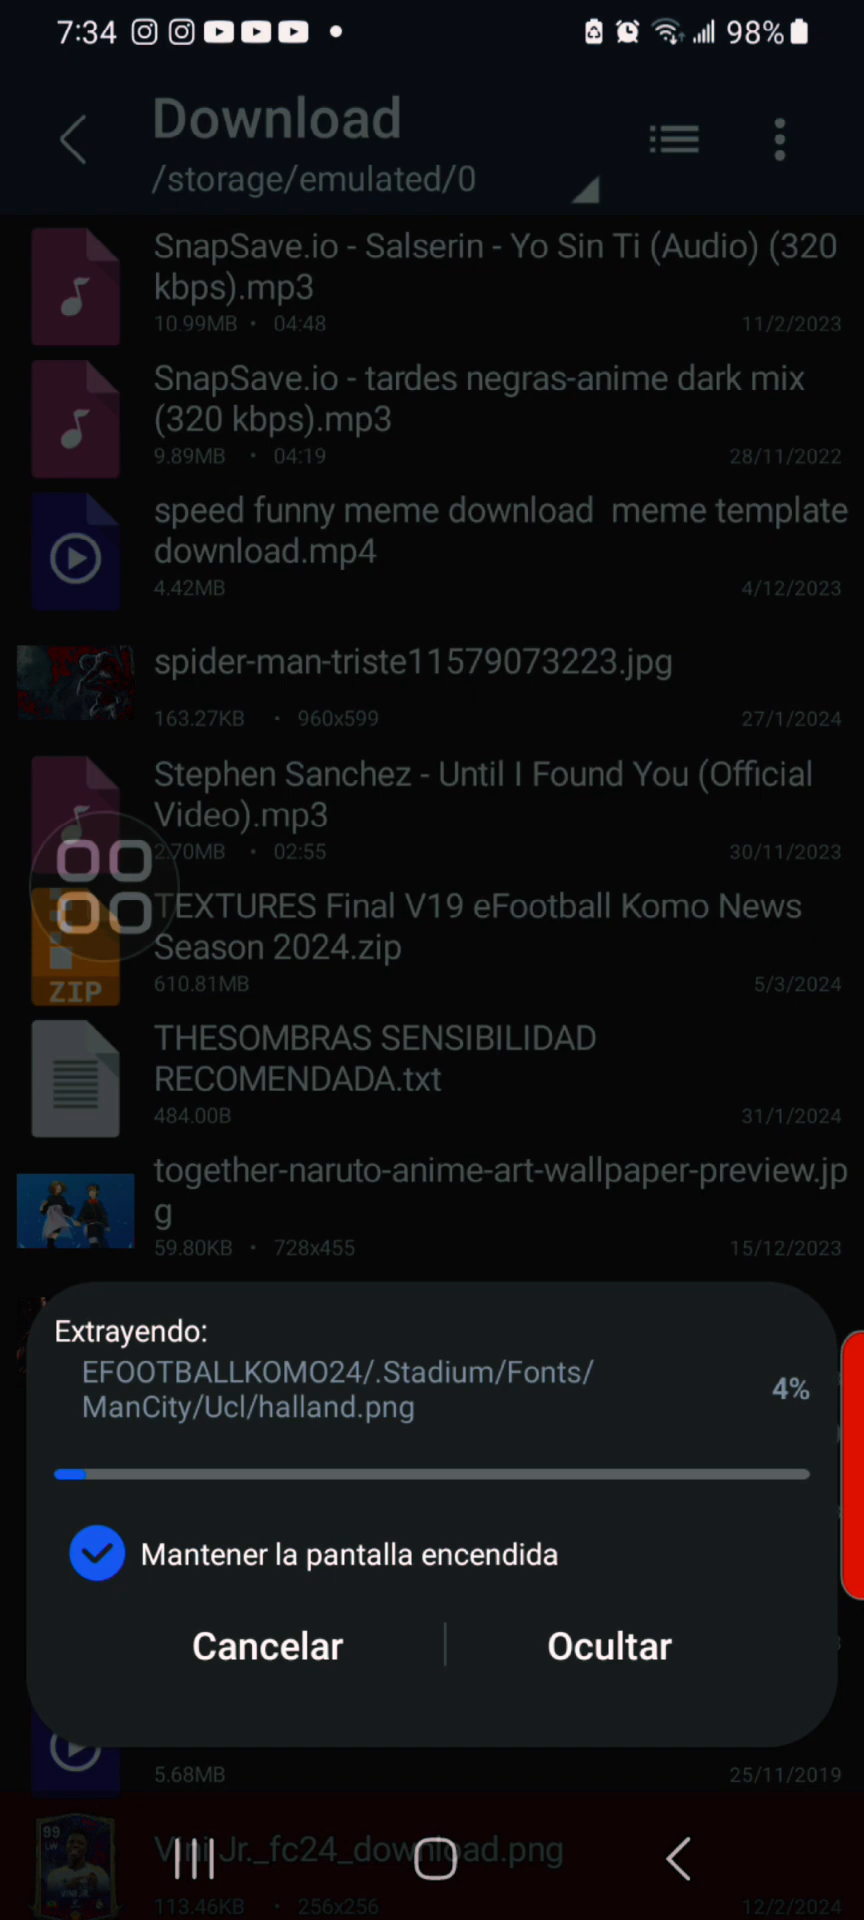 7:34
98%
Download
/storage/emulated/0
SnapSave.io - Salserin - Yo Sin Ti (Audio) (320
kbps).mp3
10.99MB • 04:48
11/2/2023
SnapSave.io - tardes negras-anime dark mix
(320 kbps).mp3
9.89MB • 04:19
28/11/2022
speed funny meme download  meme template
download.mp4
4.42MB
4/12/2023
spider-man-triste11579073223.jpg
163.27KB • 960x599
27/1/2024
Stephen Sanchez - Until I Found You (Official
Video).mp3
2.70MB • 02:55
30/11/2023
TEXTURES Final V19 eFootball Komo News
Season 2024.zip
ZIP
610.81MB
5/3/2024
THESOMBRAS SENSIBILIDAD
RECOMENDADA.txt
484.00B
31/1/2024
together-naruto-anime-art-wallpaper-preview.jp
g
59.80KB • 728x455
15/12/2023
Extrayendo:
EFOOTBALLKOMO24/.Stadium/Fonts/
ManCity/Ucl/halland.png
4%
Mantener la pantalla encendida
Cancelar
Ocultar
5.68MB
25/11/2019
99
LW
VINI JR.
Vini Jr._fc24_download.png
113.46KB • 256x256
12/2/2024